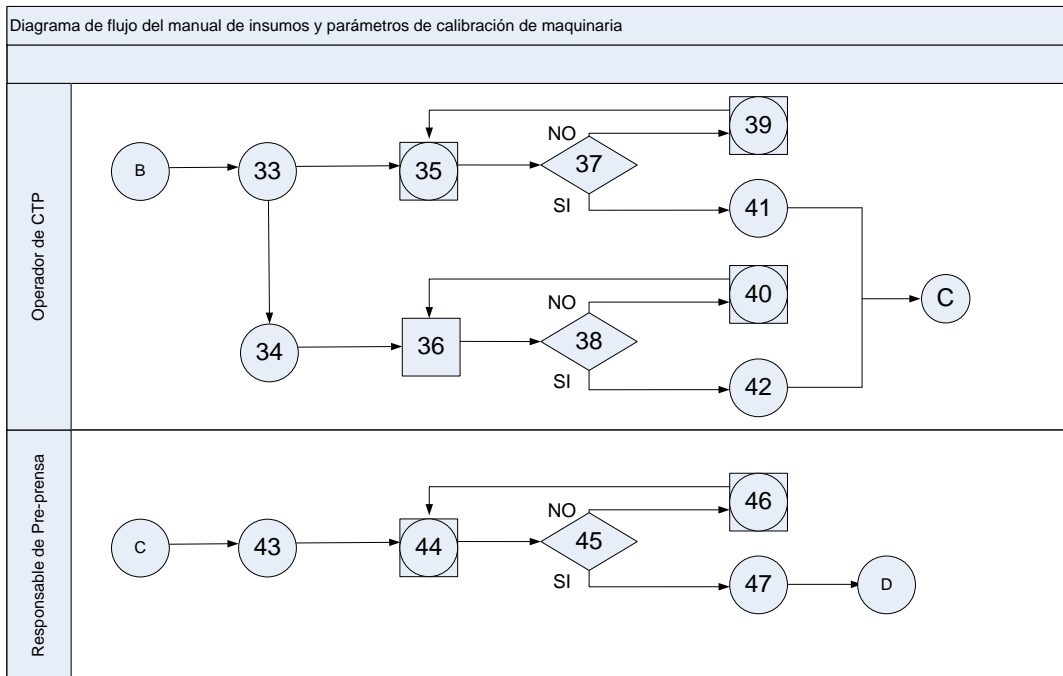 Diagrama de flujo del manual de insumos y parámetros de calibración de maquinaria
Operador de CTP
B
33
35
NO
37
SI
39
41
34
36
NO
38
SI
40
42
C
Responsable de Pre-prensa
C
43
44
NO
45
SI
46
47
D